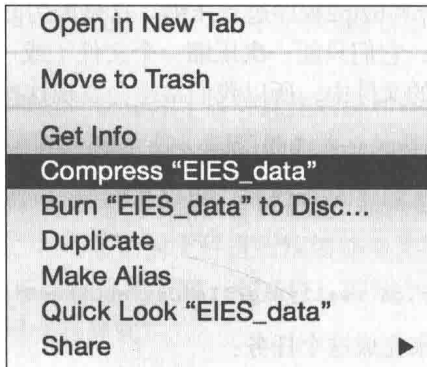 Open in New Tab
Move to Trash
Get Info
Compress “EIES_data”
Burn “EIES_data” to Disc...
Duplicate
Make Alias
Quick Look “EIES_data”
Share